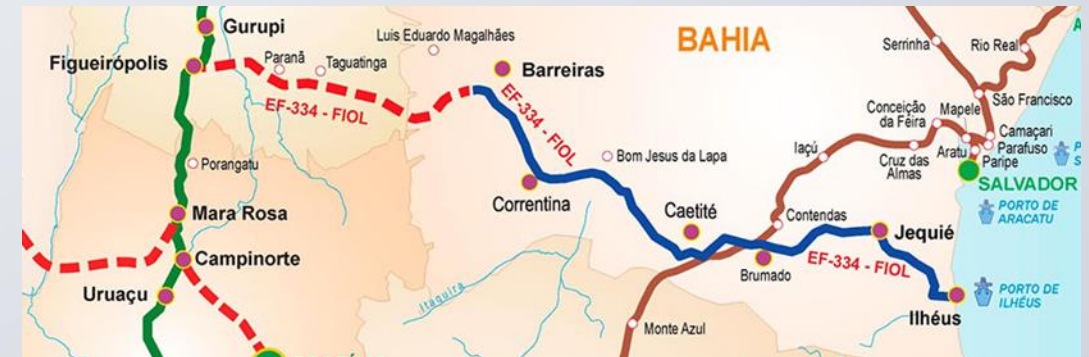 Gurupi
Figueirópolis
Paranã
Taguatinga
Luis Eduardo Magalhães
Barreiras
BAHIA
Serrinha
Rio Real
EF-334 - FIOL
EF-334 - FIOL
São Francisco
Conceição
da Feira
Mapele
Camaçari
Parafuso
Aratu
Paripe
Iaçú
Cruz das
Almas
SALVADOR
Porangatu
Bom Jesus da Lapa
Correntina
Caetité
Contendas
PORTO DE
ARACATU
Mara Rosa
Jequié
Campinorte
Brumado
EF-334 - FIOL
Uruaçu
Itaquira
PORTO DE
ILHÉUS
Ilhéus
Monte Azul